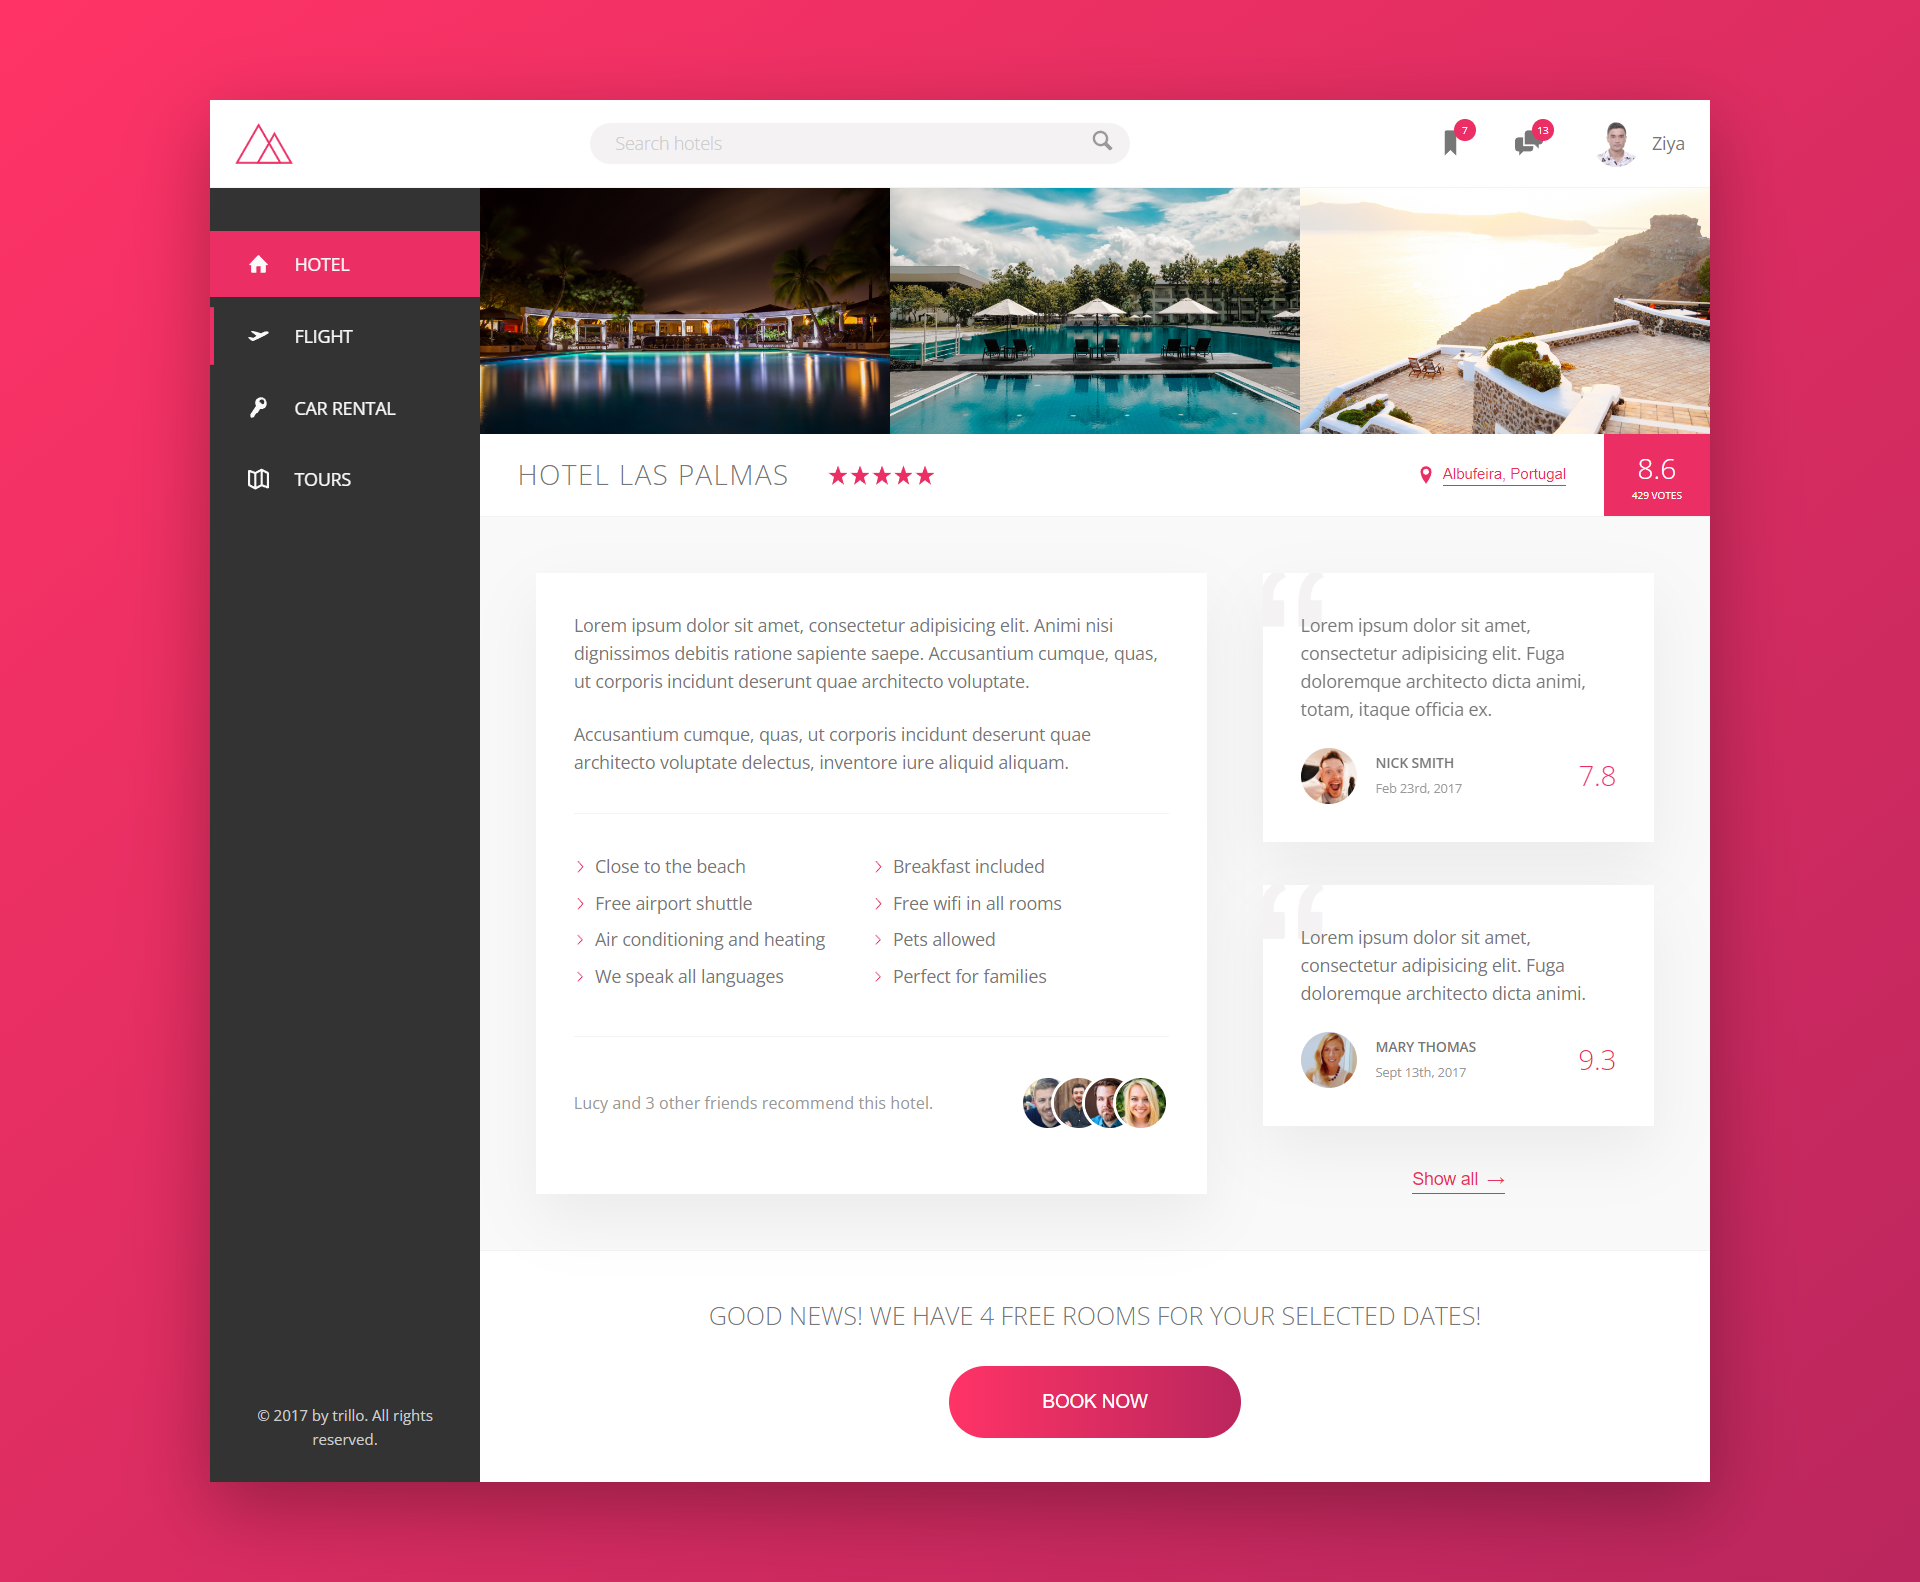 Search hotels
7
13
Ziya
HOTEL
FLIGHT
CAR RENTAL
TOURS
© 2017 by trillo. All rights
reserved.
HOTEL LAS PALMAS
Albufeira, Portugal
8.6
429 VOTES
Lorem ipsum dolor sit amet, consectetur adipisicing elit. Animi nisi
dignissimos debitis ratione sapiente saepe. Accusantium cumque, quas,
ut corporis incidunt deserunt quae architecto voluptate.
Accusantium cumque, quas, ut corporis incidunt deserunt quae
architecto voluptate delectus, inventore iure aliquid aliquam.
Close to the beach
Free airport shuttle
Air conditioning and heating
We speak all languages
Breakfast included
Free wifi in all rooms
Pets allowed
Perfect for families
Lucy and 3 other friends recommend this hotel.
“
Lorem ipsum dolor sit amet,
consectetur adipisicing elit. Fuga
doloremque architecto dicta animi,
totam, itaque officia ex.
NICK SMITH
Feb 23rd, 2017
7.8
“
Lorem ipsum dolor sit amet,
consectetur adipisicing elit. Fuga
doloremque architecto dicta animi.
MARY THOMAS
Sept 13th, 2017
9.3
Show all →
GOOD NEWS! WE HAVE 4 FREE ROOMS FOR YOUR SELECTED DATES!
BOOK NOW